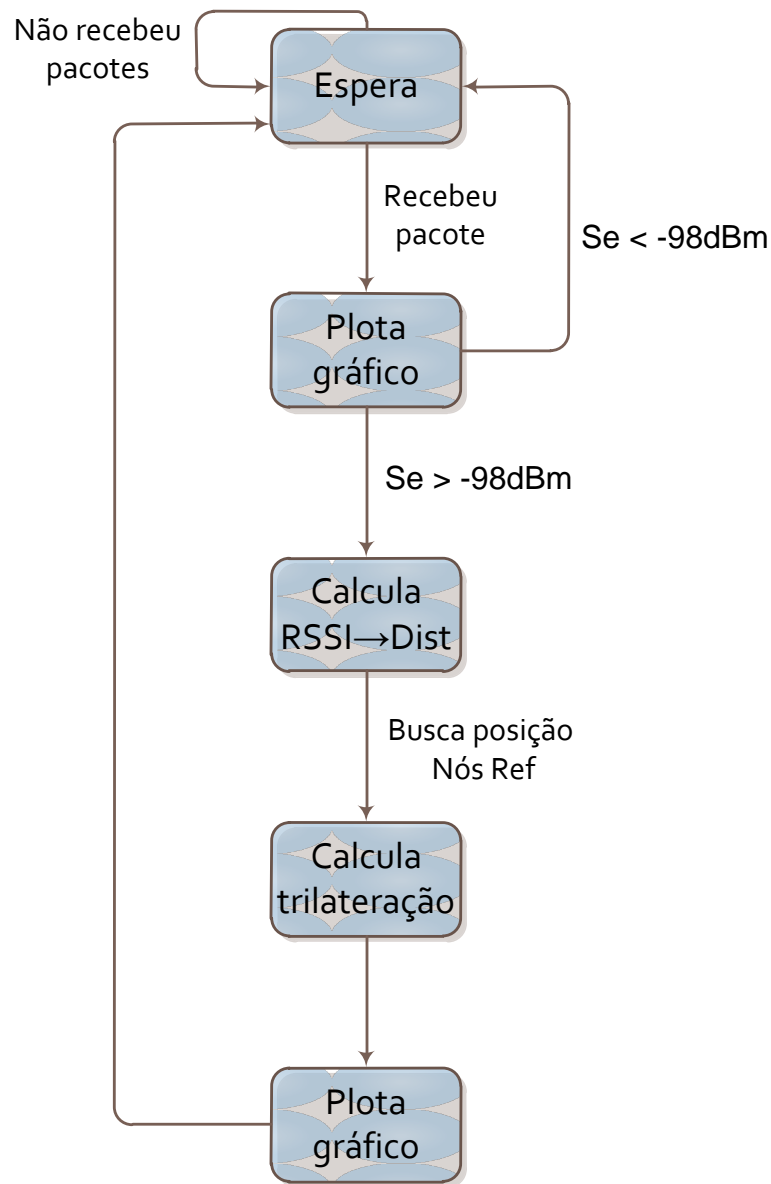 Não recebeu
pacotes
Espera
Recebeu
pacote
Se < -98dBm
Plota
gráfico
Se > -98dBm
Calcula
RSSI→Dist
Busca posição
Nós Ref
Calcula
trilateração
Plota
gráfico